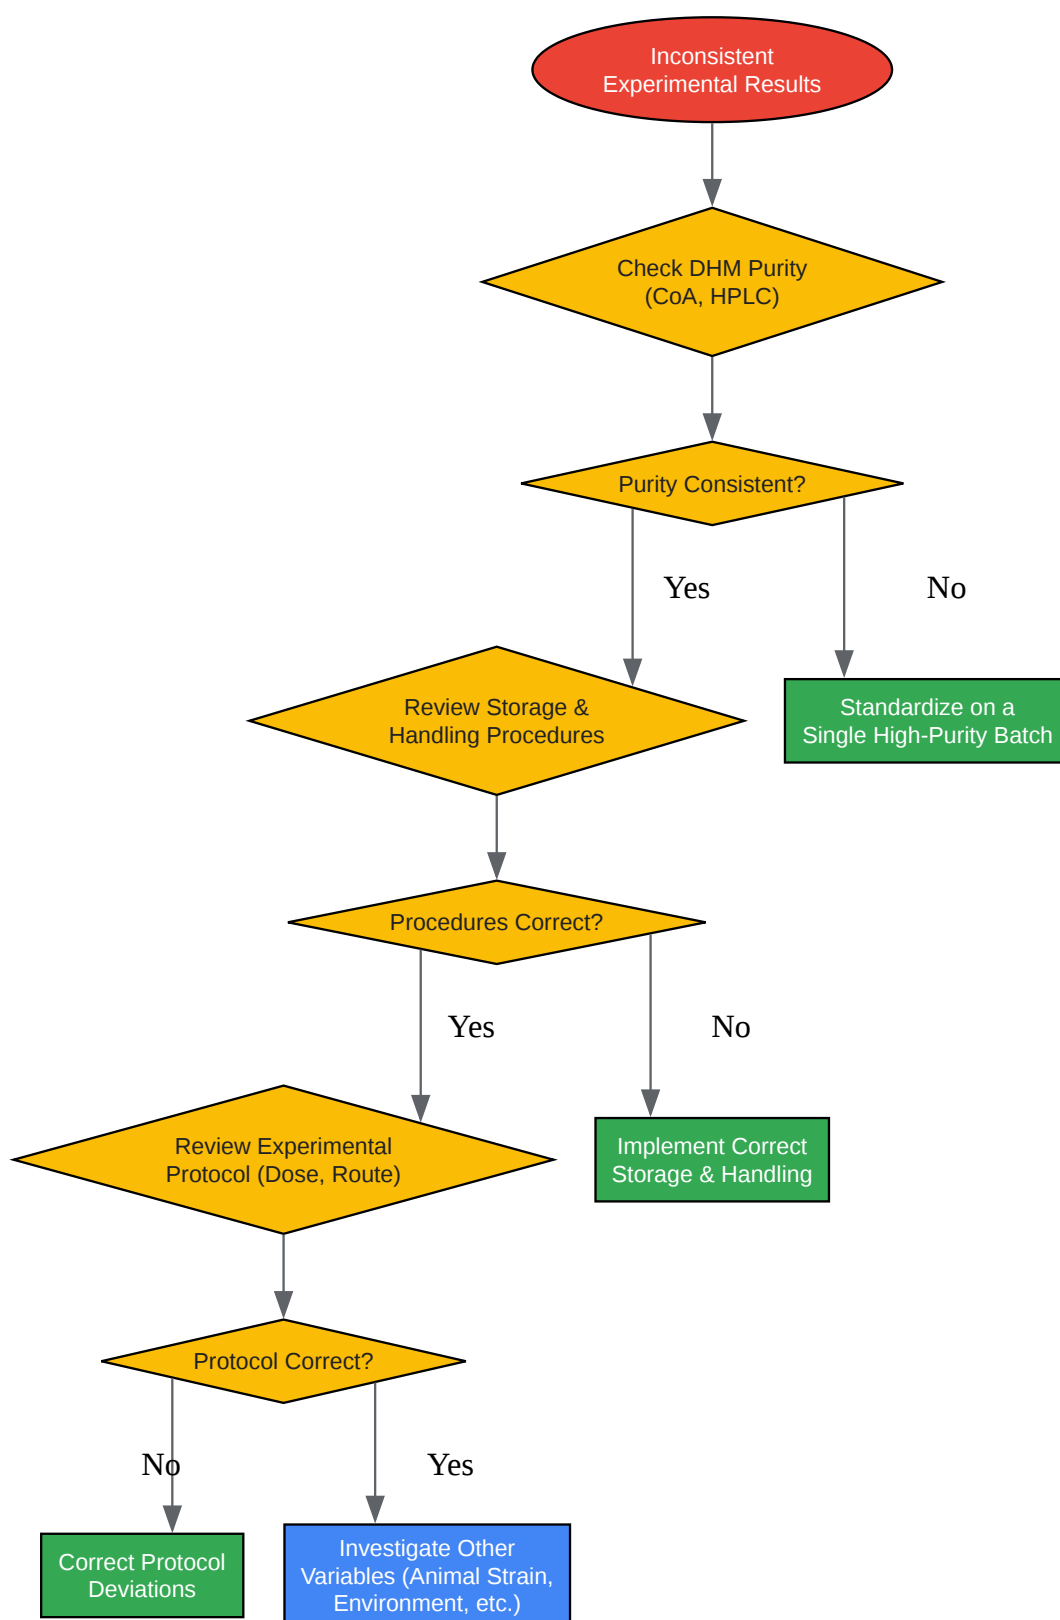 Inconsistent
Experimental Results
Check DHM Purity
(CoA, HPLC)
Purity Consistent?
Yes
No
Review Storage &
Handling Procedures
Standardize on a
Single High-Purity Batch
Procedures Correct?
Yes
No
Review Experimental
Protocol (Dose, Route)
Implement Correct
Storage & Handling
Protocol Correct?
No
Yes
Correct Protocol
Deviations
Investigate Other
Variables (Animal Strain,
Environment, etc.)